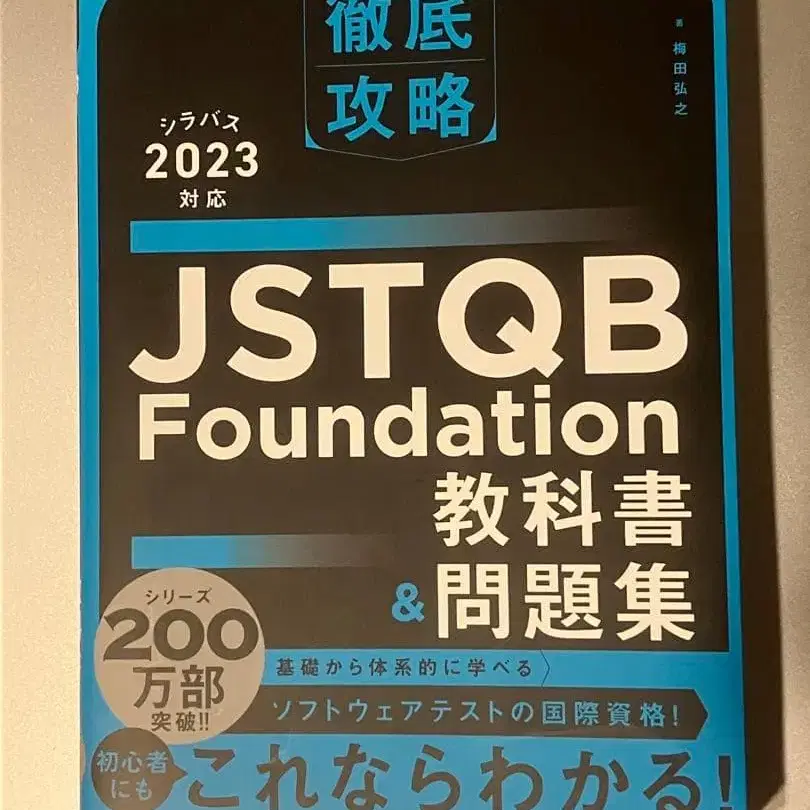 徹底
攻略
著 梅田弘之
シラバス
2023
対応
JSTQB
Foundation
教科書
&問題集
シリーズ
200
万部
突破!!
基礎から体系的に学べる
ソフトウェアテストの国際資格!
初心者
にも
これならわかる!